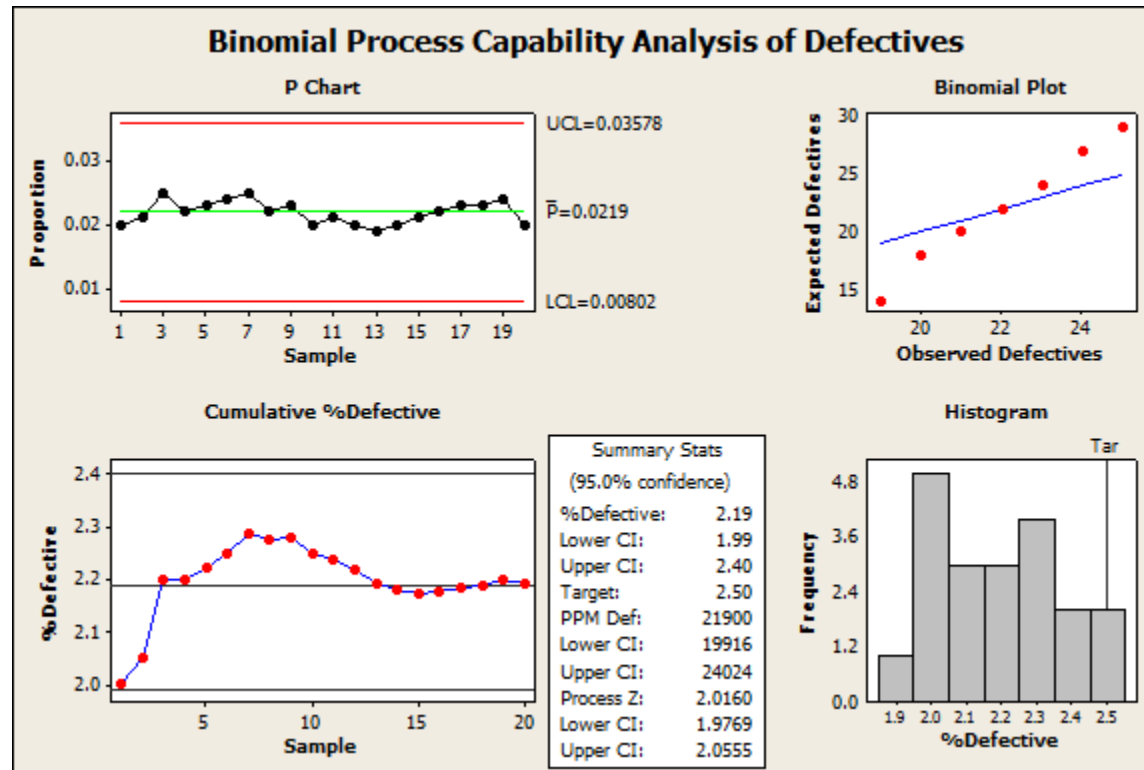 Binomial Process Capability Analysis of Defectives
P Chart
Proportion
0.03
0.02
0.01
UCL=0.03578
P̅=0.0219
LCL=0.00802
1 3 5 7 9 11 13 15 17 19
Sample
Binomial Plot
Expected Defectives
30
25
20
15
20 22 24
Observed Defectives
Cumulative %Defective
%Defective
2.4
2.3
2.2
2.1
2.0
5 10 15 20
Sample
Summary Stats
(95.0% confidence)
%Defective: 2.19
Lower CI: 1.99
Upper CI: 2.40
Target: 2.50
PPM Def: 21900
Lower CI: 19916
Upper CI: 24024
Process Z: 2.0160
Lower CI: 1.9769
Upper CI: 2.0555
Histogram
Tar
Frequency
4.8
3.6
2.4
1.2
0.0
1.9 2.0 2.1 2.2 2.3 2.4 2.5
%Defective